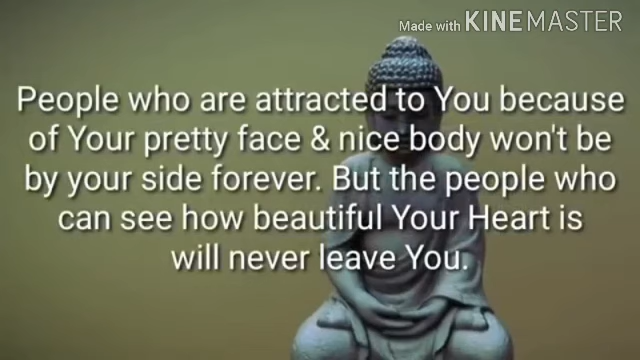 Made with KINEMASTER
People who are attracted to You because
of Your pretty face & nice body won't be
by your side forever. But the people who
can see how beautiful Your Heart is
will never leave You.